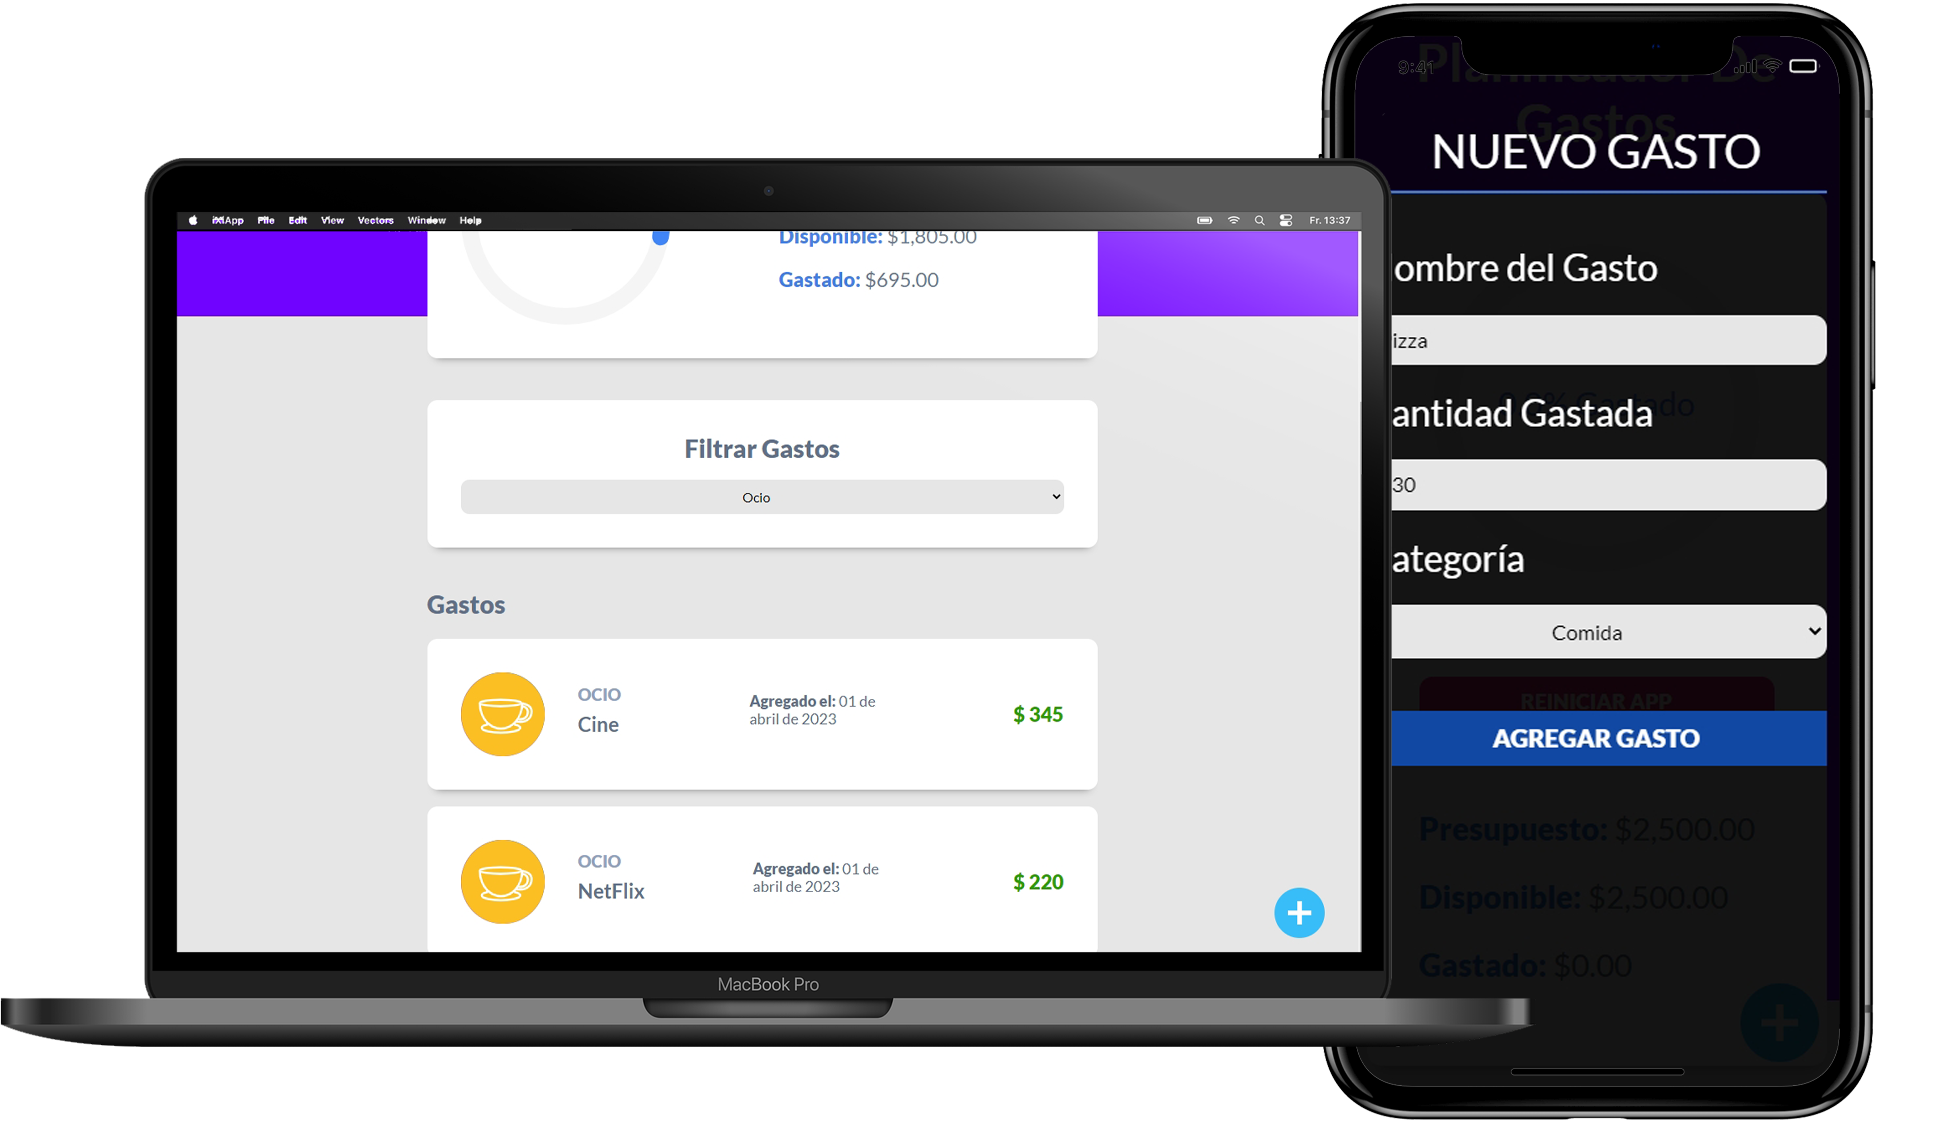 App File Edit View Vectors Window Help
Fr. 13:37
Disponible: $1,805.00
Gastado: $695.00
Filtrar Gastos
Ocio
Gastos
OCIO
Cine
Agregado el: 01 de
abril de 2023
$ 345
OCIO
NetFlix
Agregado el: 01 de
abril de 2023
$ 220
MacBook Pro
9:41
Planificador De
Gastos
NUEVO GASTO
ombre del Gasto
izza
antidad Gastada
30
ategoría
Comida
REINICIAR APP
AGREGAR GASTO
Presupuesto: $2,500.00
Disponible: $2,500.00
Gastado: $0.00